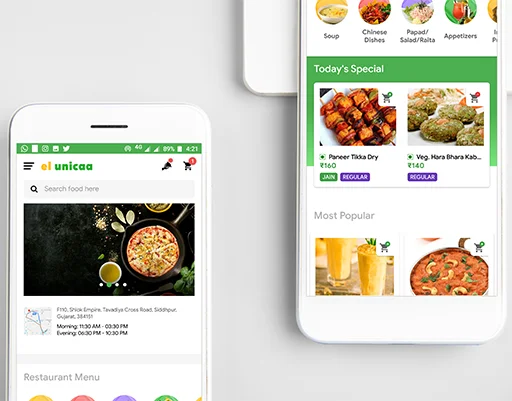 4G 89% 4:21
el unicaa
1
Search food here
F110, Shlok Empire, Tavadiya Cross Road, Siddhpur,
Gujarat, 384151
Morning: 11:30 AM - 03:30 PM
Evening: 06:30 PM - 10:30 PM
Restaurant Menu
Soup
Chinese
Dishes
Papad/
Salad/Raita
Appetizers
Today's Special
Paneer Tikka Dry
₹160
JAIN REGULAR
Veg. Hara Bhara Kab...
₹140
REGULAR
Most Popular